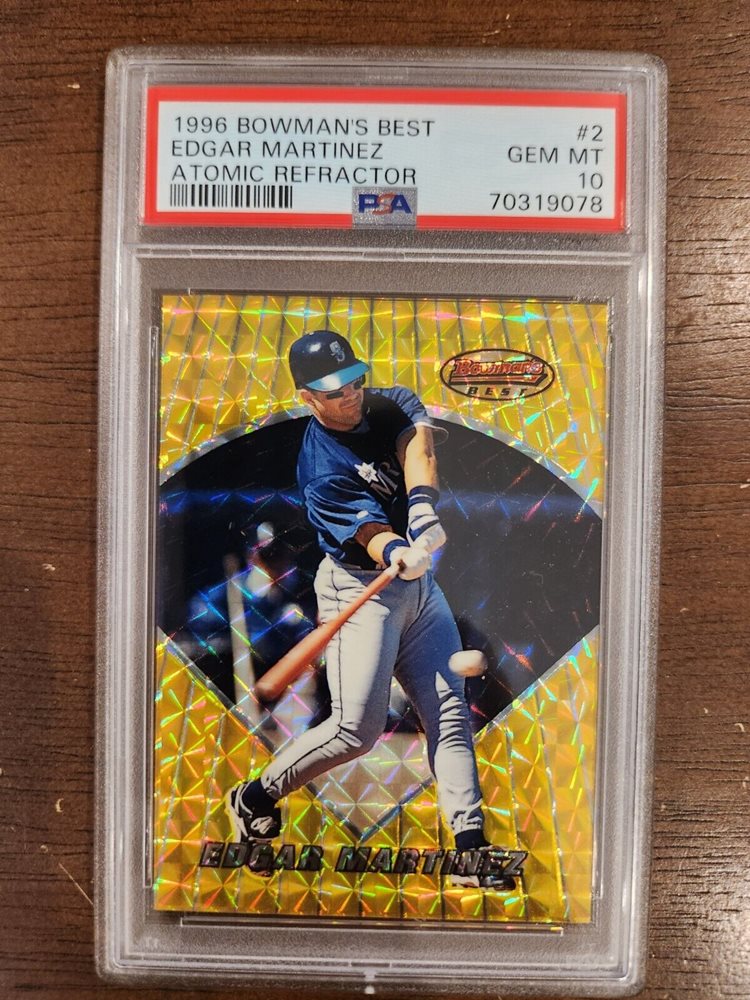 1996 BOWMAN'S BEST #2
EDGAR MARTINEZ GEM MT
ATOMIC REFRACTOR 10
PSA 70319078
Bowman's
BEST
EDGAR MARTINEZ